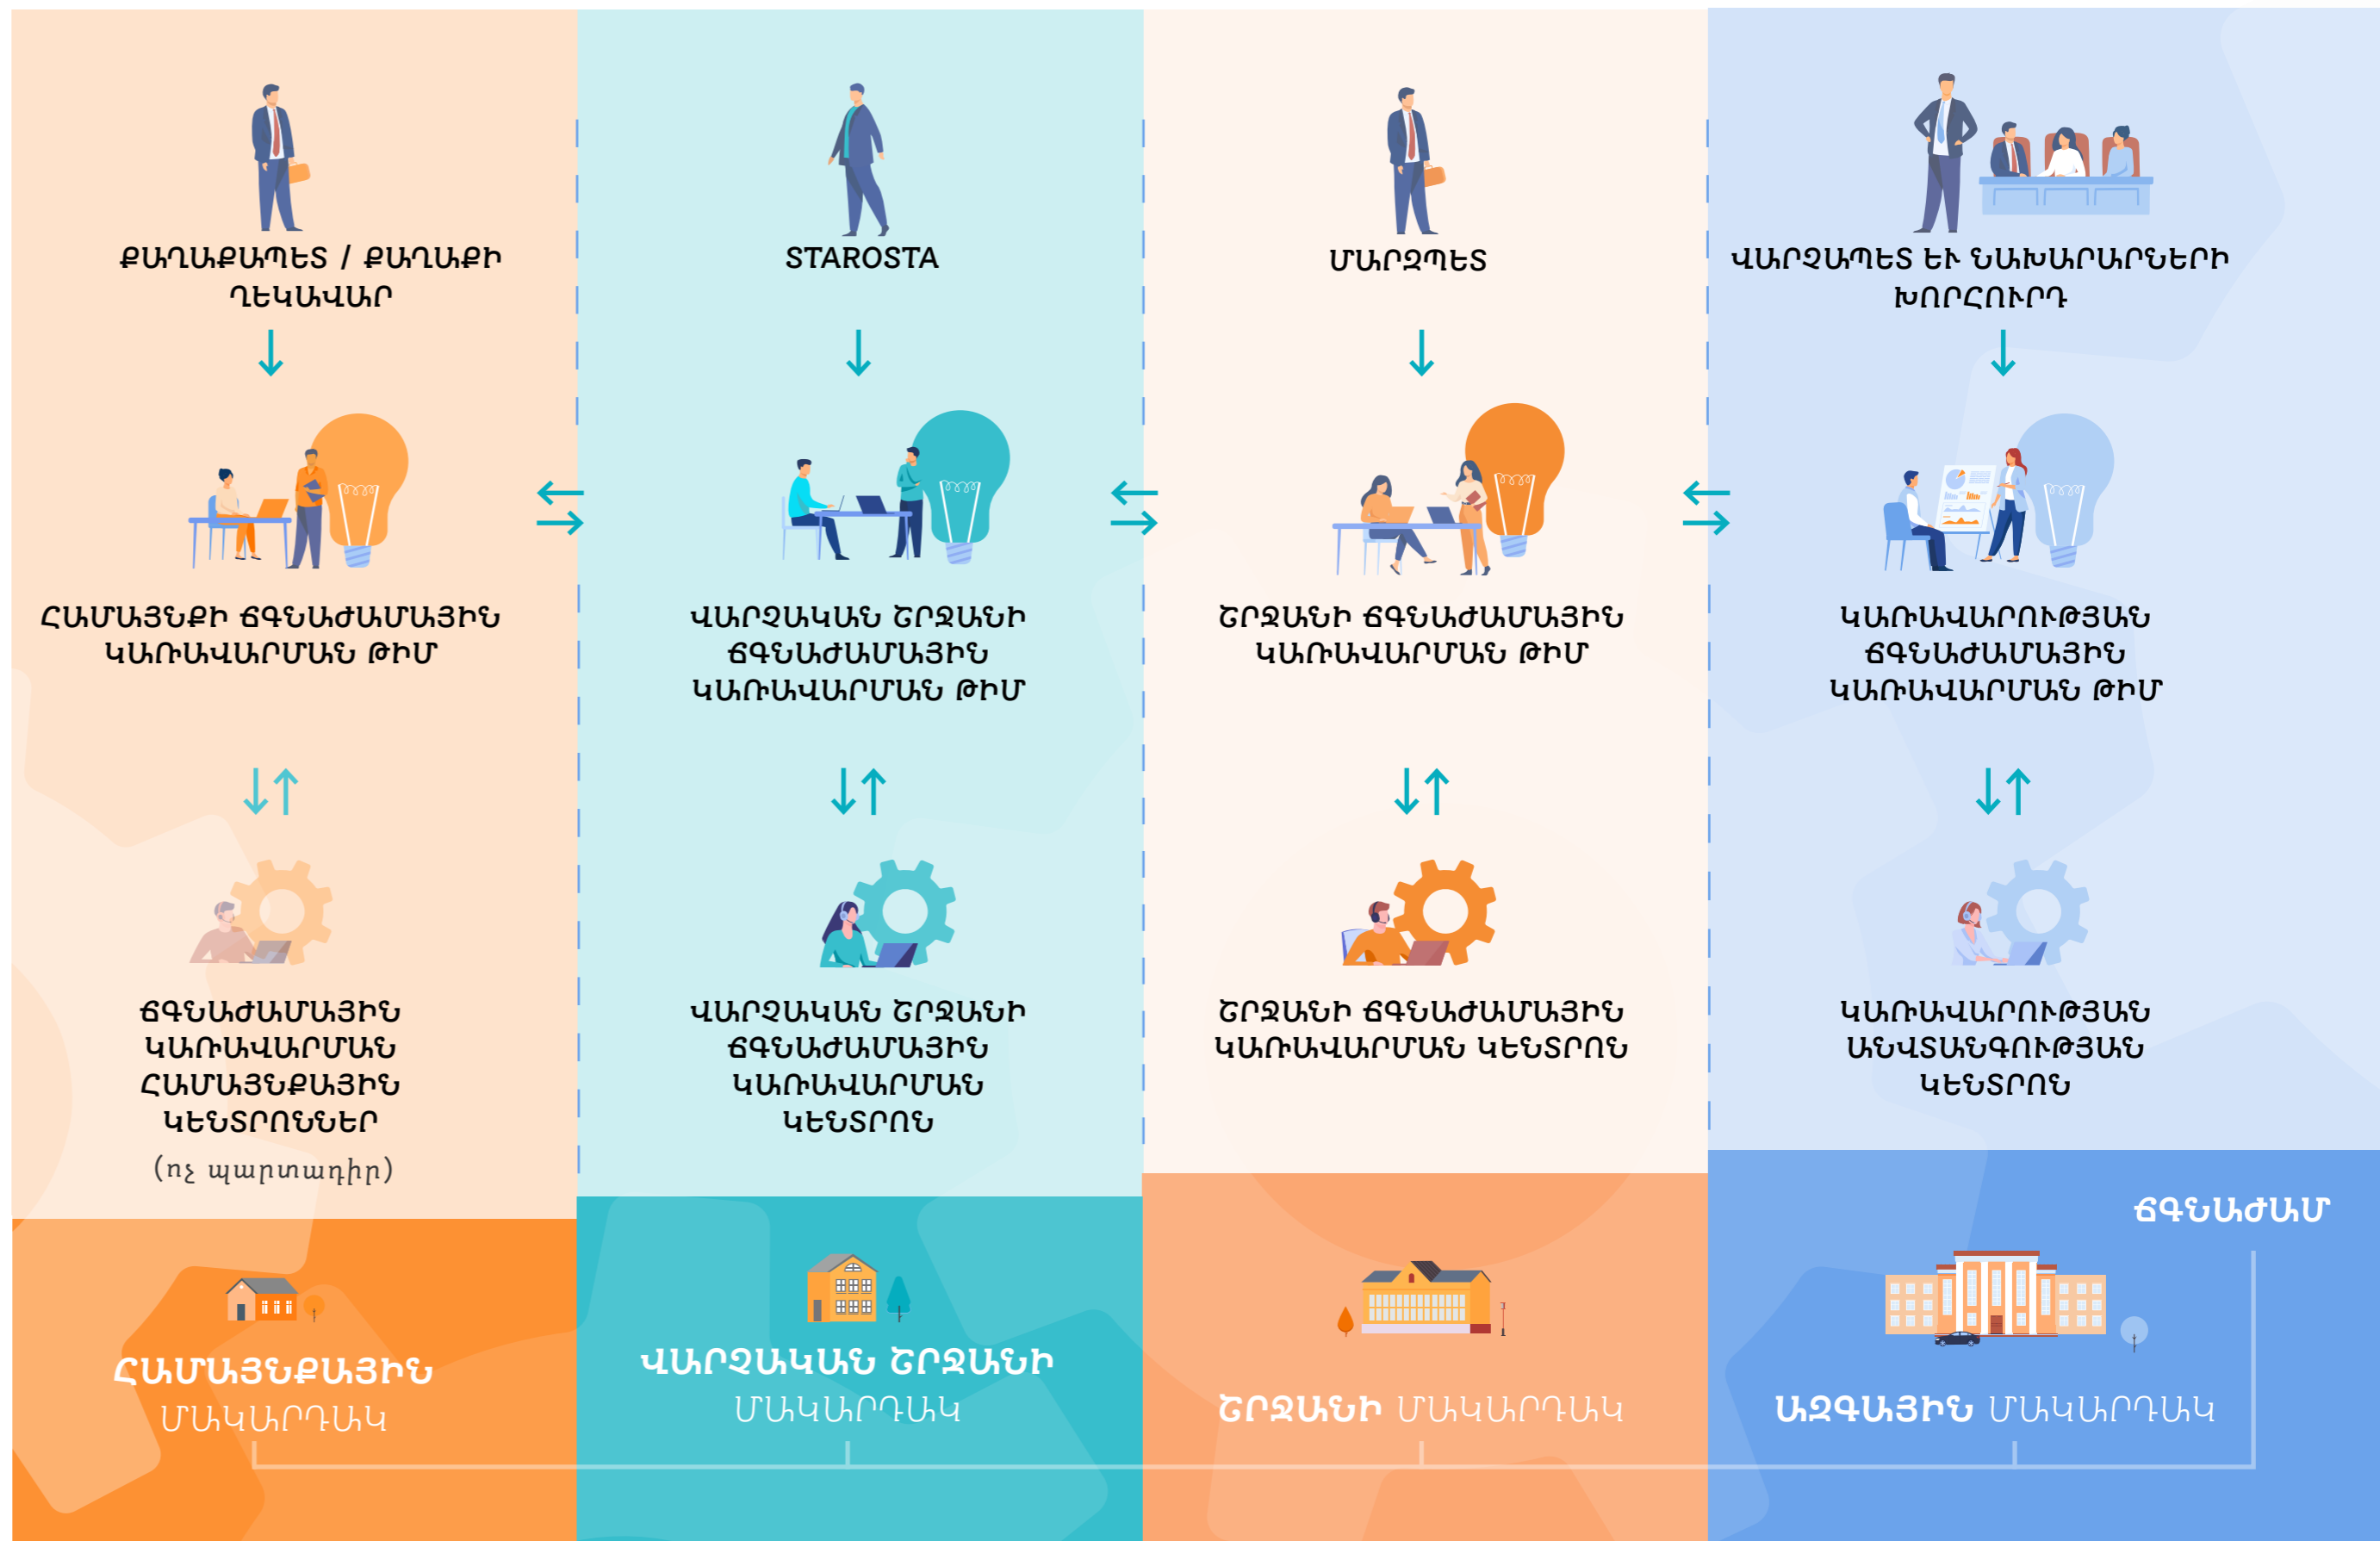 ՔԱՂԱՔԱՊԵՏ / ՔԱՂԱՔԻ
ՂԵԿԱՎԱՐ
STAROSTA
ՄԱՐԶՊԵՏ
ՎԱՐՉԱՊԵՏ ԵՒ ՆԱԽԱՐԱՐՆԵՐԻ
ԽՈՐՀՈՒՐԴ
ՀԱՄԱՅՆՔԻ ՃԳՆԱԺԱՄԱՅԻՆ
ԿԱՌԱՎԱՐՄԱՆ ԹԻՄ
ՎԱՐՉԱԿԱՆ ՇՐՋԱՆԻ
ՃԳՆԱԺԱՄԱՅԻՆ
ԿԱՌԱՎԱՐՄԱՆ ԹԻՄ
ՇՐՋԱՆԻ ՃԳՆԱԺԱՄԱՅԻՆ
ԿԱՌԱՎԱՐՄԱՆ ԹԻՄ
ԿԱՌԱՎԱՐՈՒԹՅԱՆ
ՃԳՆԱԺԱՄԱՅԻՆ
ԿԱՌԱՎԱՐՄԱՆ ԹԻՄ
ՃԳՆԱԺԱՄԱՅԻՆ
ԿԱՌԱՎԱՐՄԱՆ
ՀԱՄԱՅՆՔԱՅԻՆ
ԿԵՆՏՐՈՆՆԵՐ
(ոչ պարտադիր)
ՎԱՐՉԱԿԱՆ ՇՐՋԱՆԻ
ՃԳՆԱԺԱՄԱՅԻՆ
ԿԱՌԱՎԱՐՄԱՆ
ԿԵՆՏՐՈՆ
ՇՐՋԱՆԻ ՃԳՆԱԺԱՄԱՅԻՆ
ԿԱՌԱՎԱՐՄԱՆ ԿԵՆՏՐՈՆ
ԿԱՌԱՎԱՐՈՒԹՅԱՆ
ԱՆՎՏԱՆԳՈՒԹՅԱՆ
ԿԵՆՏՐՈՆ
ՃԳՆԱԺԱՄ
ՀԱՄԱՅՆՔԱՅԻՆ
ՄԱԿԱՐԴԱԿ
ՎԱՐՉԱԿԱՆ ՇՐՋԱՆԻ
ՄԱԿԱՐԴԱԿ
ՇՐՋԱՆԻ ՄԱԿԱՐԴԱԿ
ԱԶԳԱՅԻՆ ՄԱԿԱՐԴԱԿ